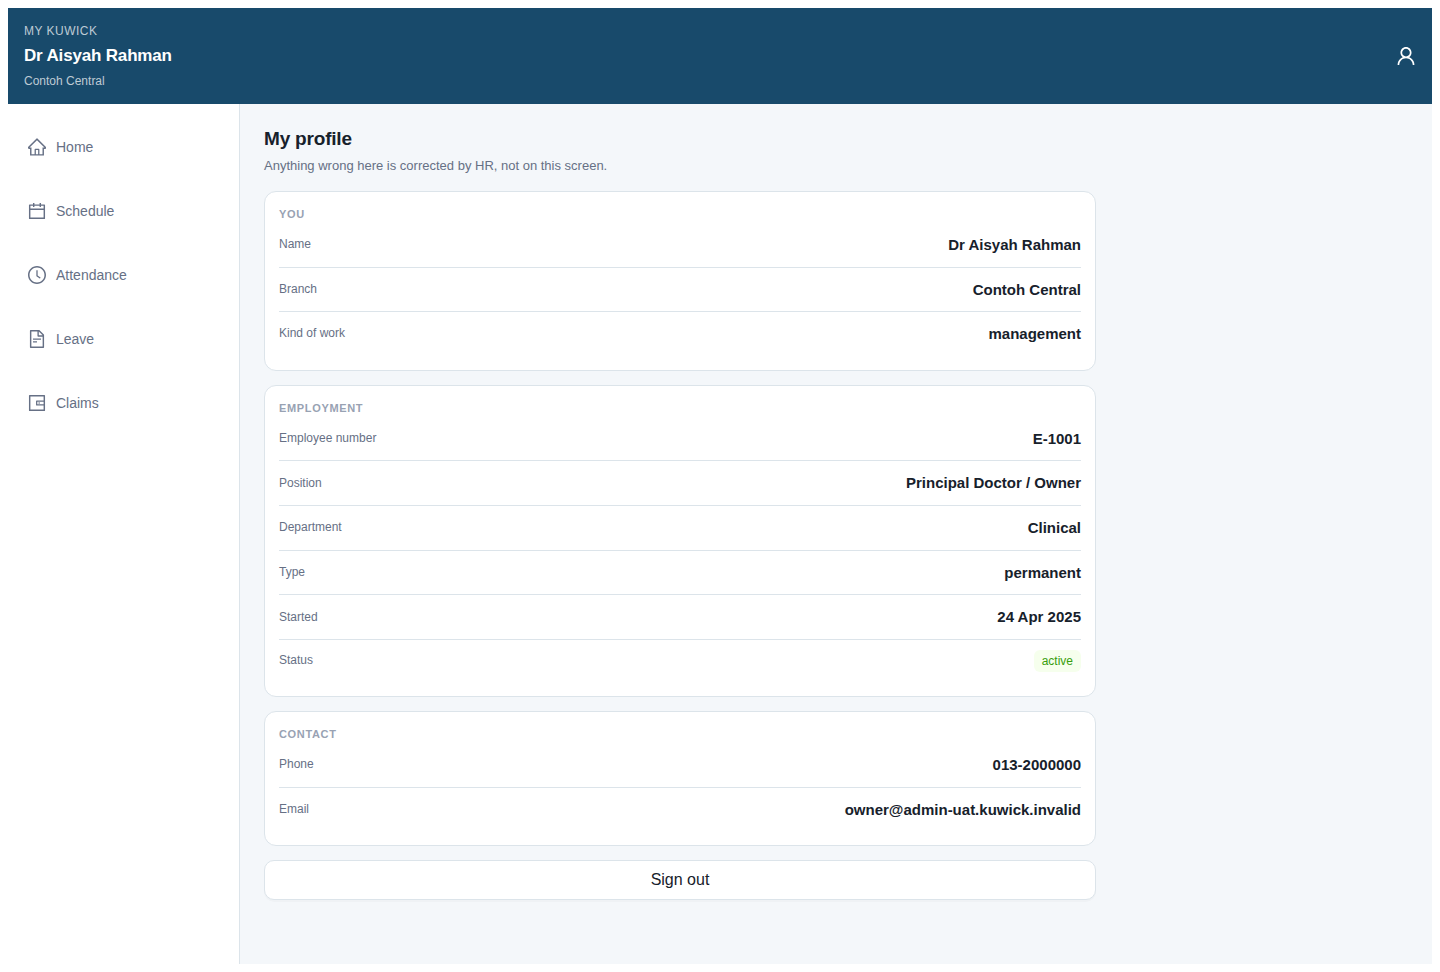 MY KUWICK
Dr Aisyah Rahman
Contoh Central
Home
Schedule
Attendance
Leave
Claims
My profile
Anything wrong here is corrected by HR, not on this screen.
YOU
Name Dr Aisyah Rahman
Branch Contoh Central
Kind of work management
EMPLOYMENT
Employee number E-1001
Position Principal Doctor / Owner
Department Clinical
Type permanent
Started 24 Apr 2025
Status active
CONTACT
Phone 013-2000000
Email owner@admin-uat.kuwick.invalid
Sign out